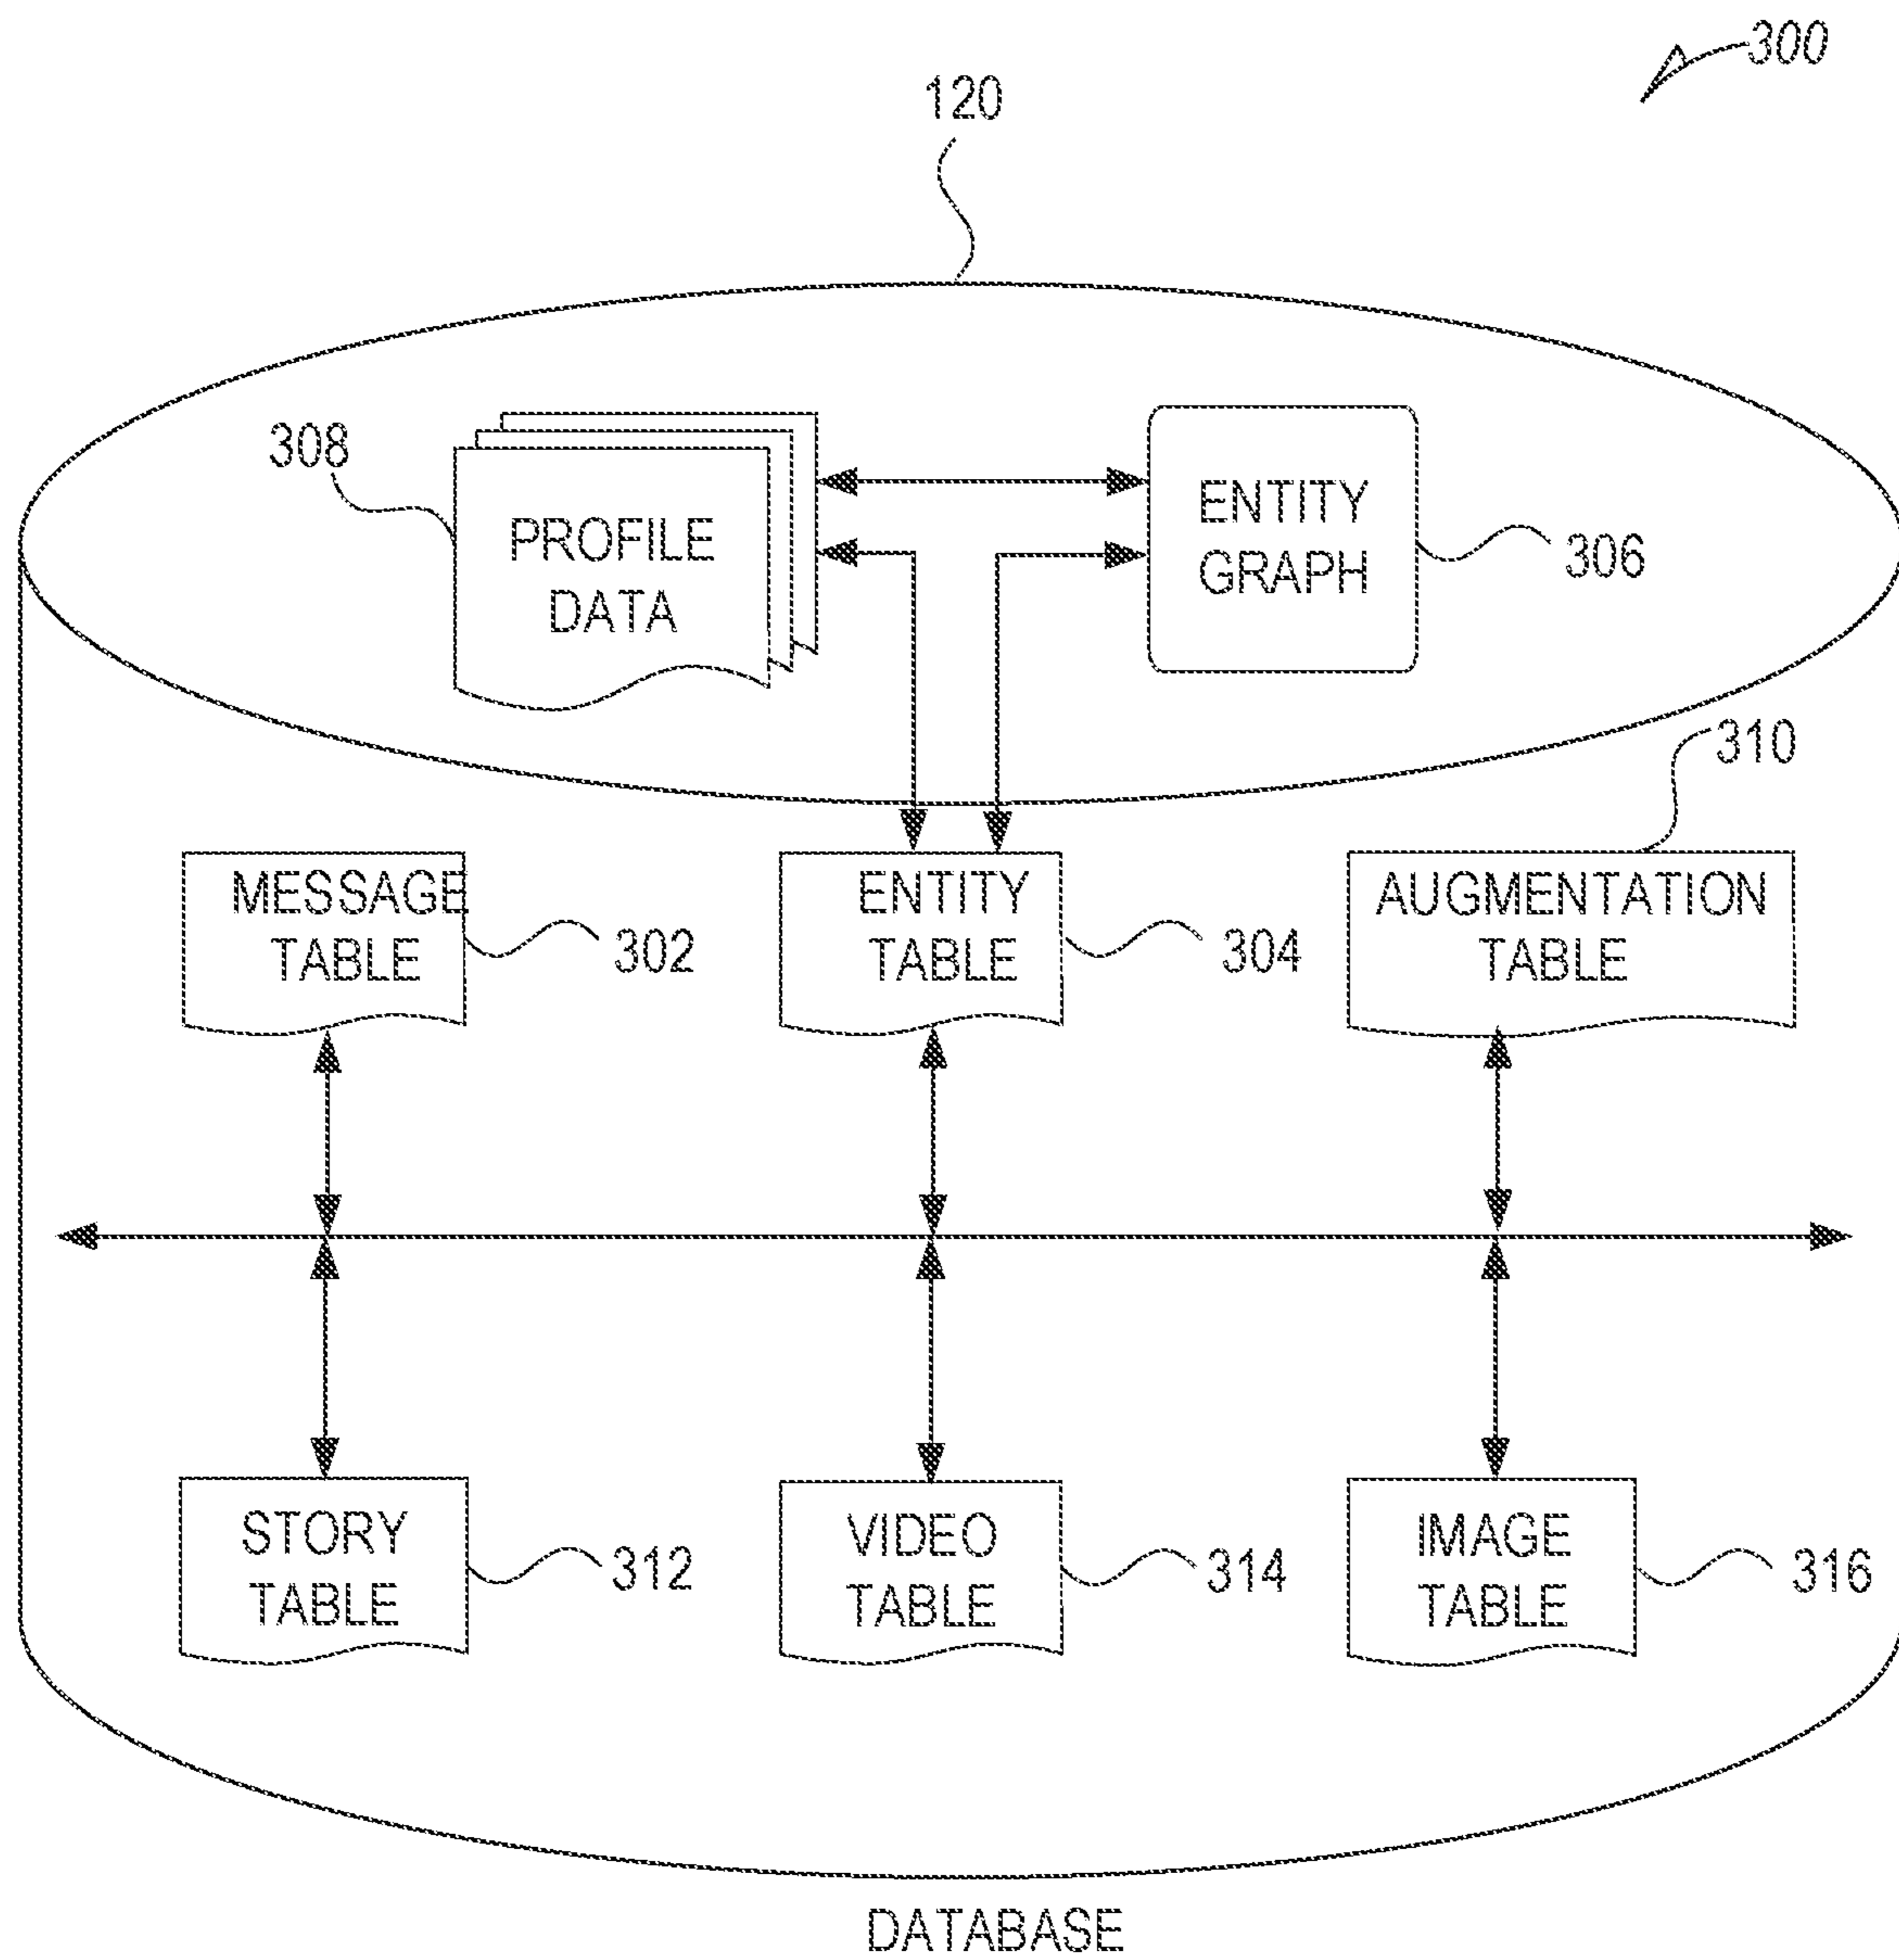 300
120
308
PROFILE
DATA
ENTITY
GRAPH
306
310
MESSAGE
TABLE
302
ENTITY
TABLE
304
AUGMENTATION
TABLE
STORY
TABLE
312
VIDEO
TABLE
314
IMAGE
TABLE
316
DATABASE